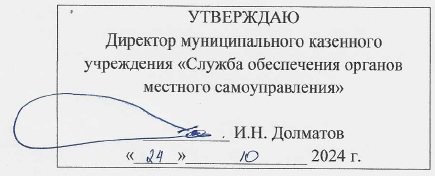 УТВЕРЖДАЮ
Директор муниципального казенного
учреждения «Служба обеспечения органов
местного самоуправления»
И.Н. Долматов
«24» 10 2024 г.